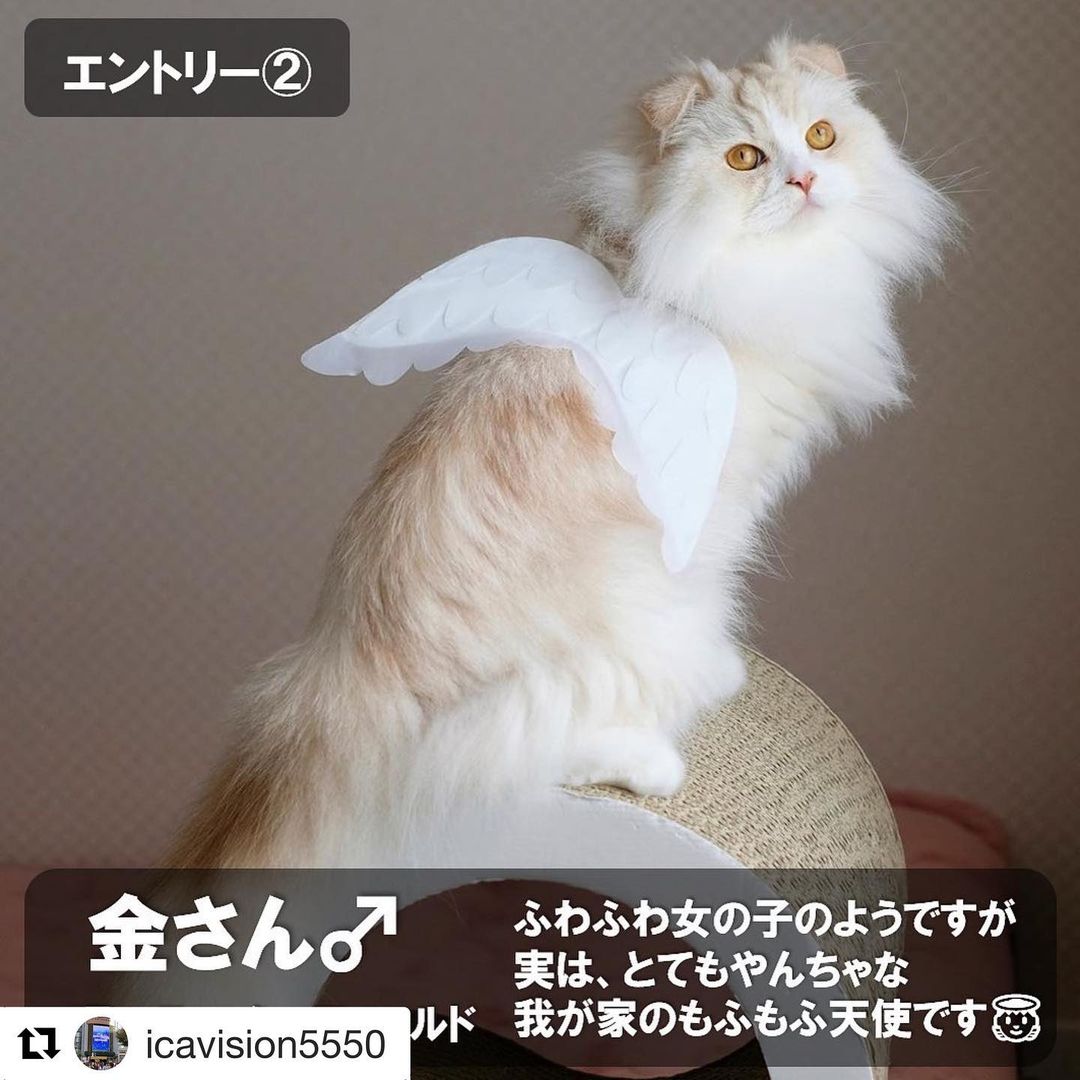 エントリー②
金さん♂
ルド
ふわふわ女の子のようですが
実は、とてもやんちゃな
我が家のもふもふ天使です
icavision5550